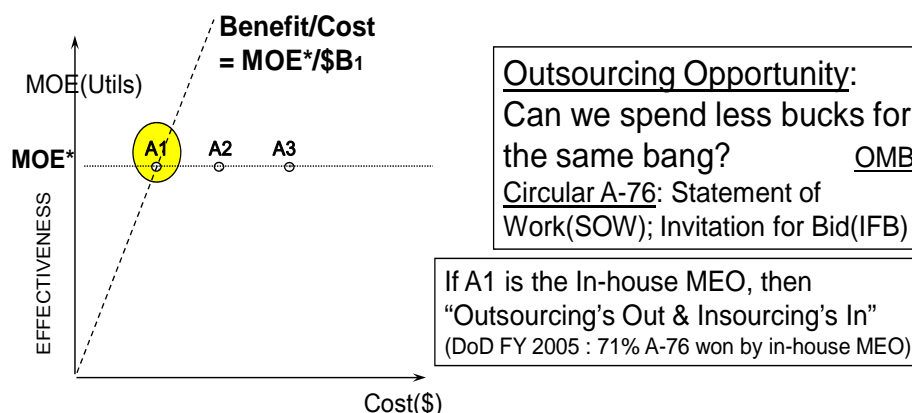 Benefit/Cost
= MOE*/$B1
MOE(Utils)
MOE*
A1 A2 A3
EFFECTIVENESS
Cost($)
Outsourcing Opportunity:
Can we spend less bucks for
the same bang? OMB
Circular A-76: Statement of
Work(SOW); Invitation for Bid(IFB)
If A1 is the In-house MEO, then
“Outsourcing’s Out & Insourcing’s In”
(DoD FY 2005 : 71% A-76 won by in-house MEO)